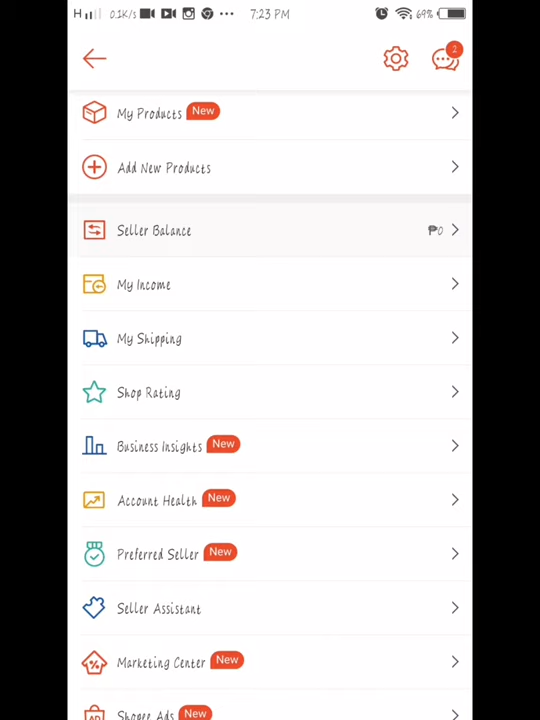 H 0.1K/s 7:23 PM 69%
2
My Products New
Add New Products
Seller Balance ₱0
My Income
My Shipping
Shop Rating
Business Insights New
Account Health New
Preferred Seller New
Seller Assistant
Marketing Center New
Shopee Ads New